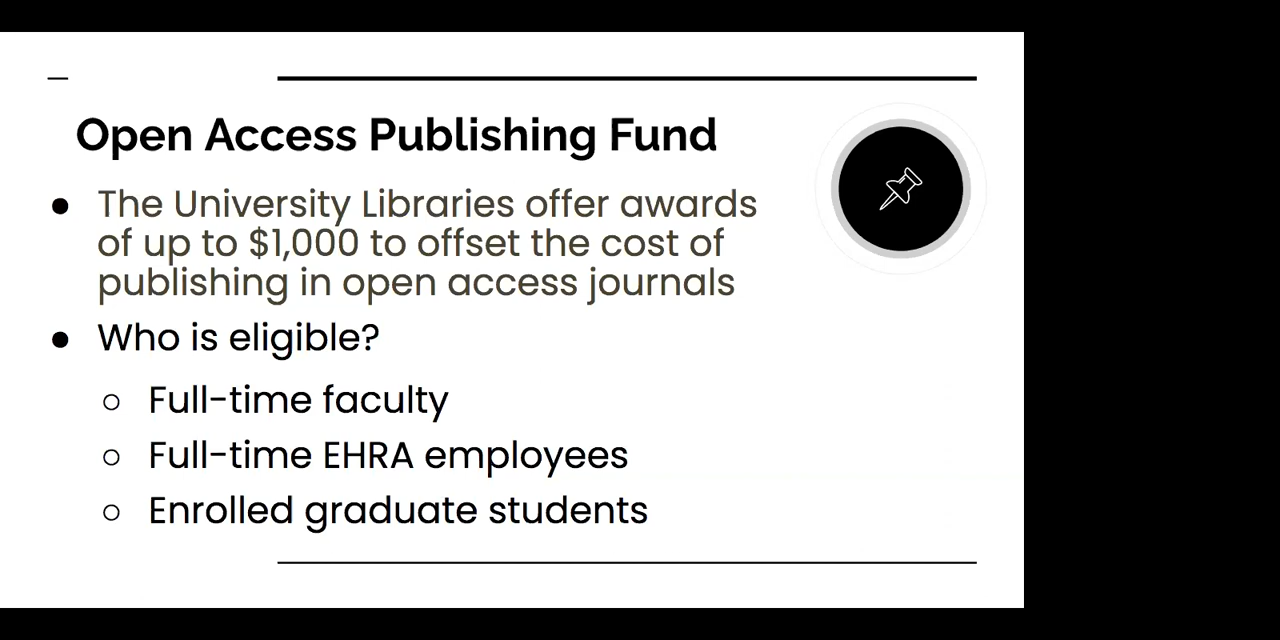 Open Access Publishing Fund
● The University Libraries offer awards
of up to $1,000 to offset the cost of
publishing in open access journals
● Who is eligible?
○ Full-time faculty
○ Full-time EHRA employees
○ Enrolled graduate students